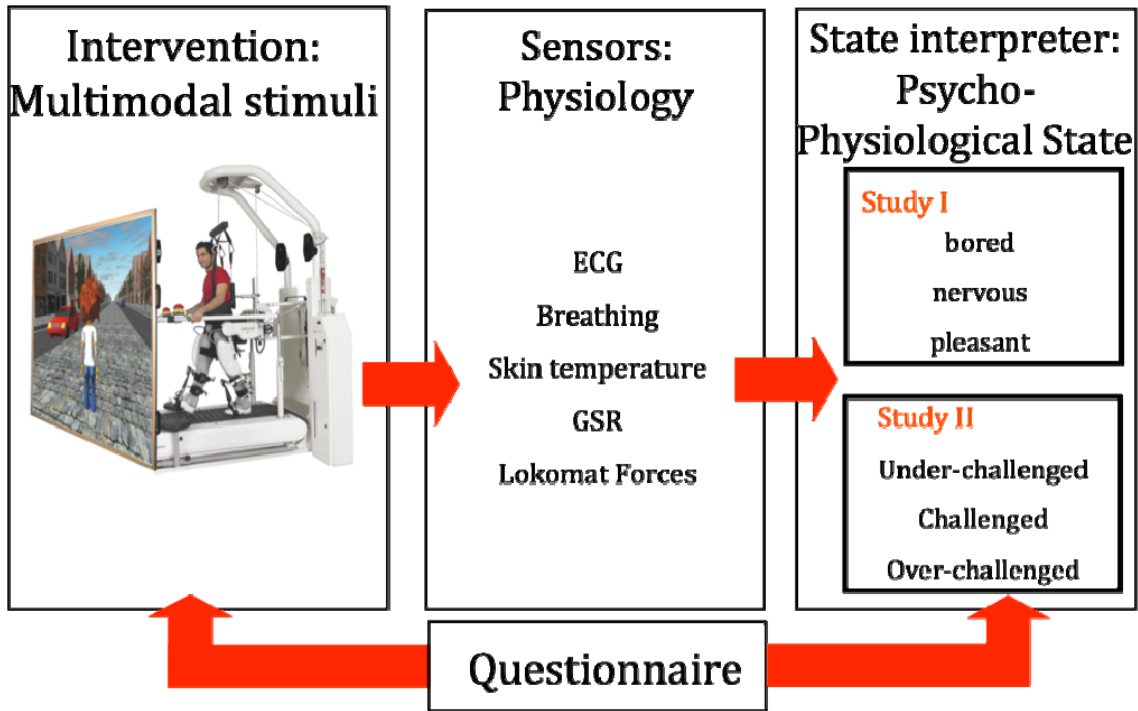 Intervention:
Multimodal stimuli
Sensors:
Physiology
ECG
Breathing
Skin temperature
GSR
Lokomat Forces
State interpreter:
Psycho-
Physiological State
Study I
bored
nervous
pleasant
Study II
Under-challenged
Challenged
Over-challenged
Questionnaire